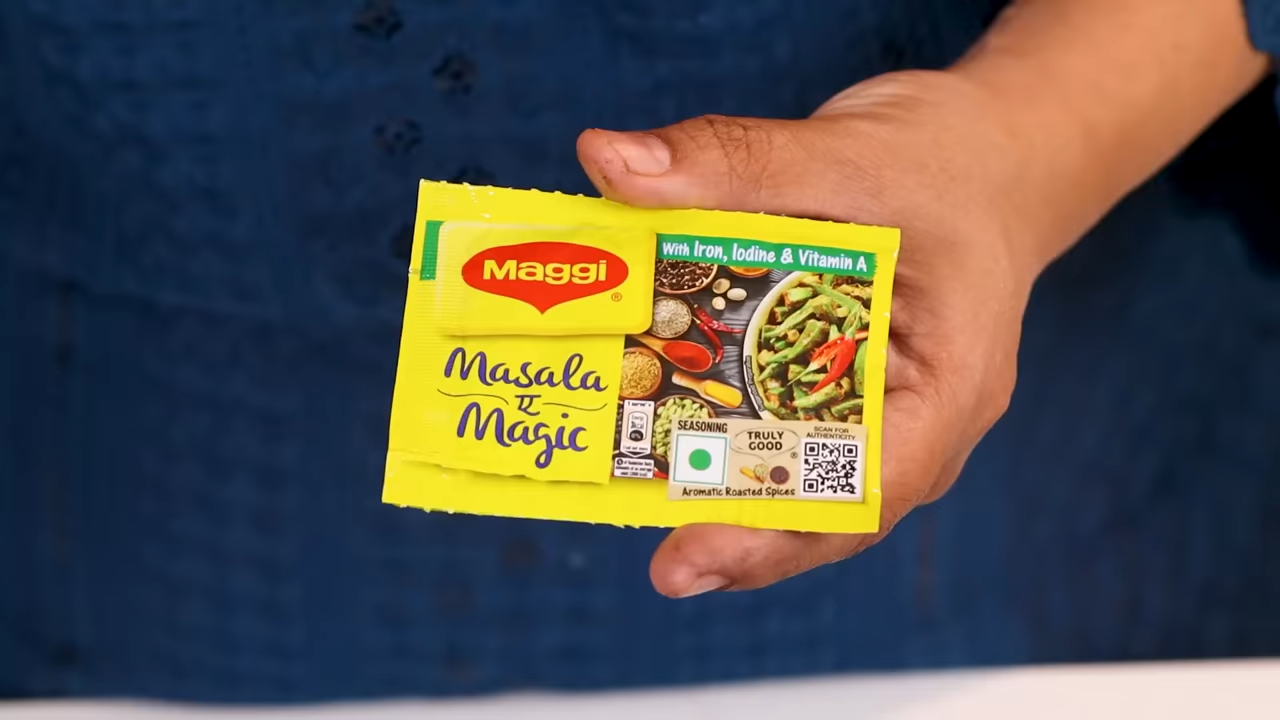 Maggi®
With Iron, Iodine & Vitamin A
Masala
Magic
SEASONING
TRULY
GOOD®
SCAN FOR
AUTHENTICITY
Aromatic Roasted Spices